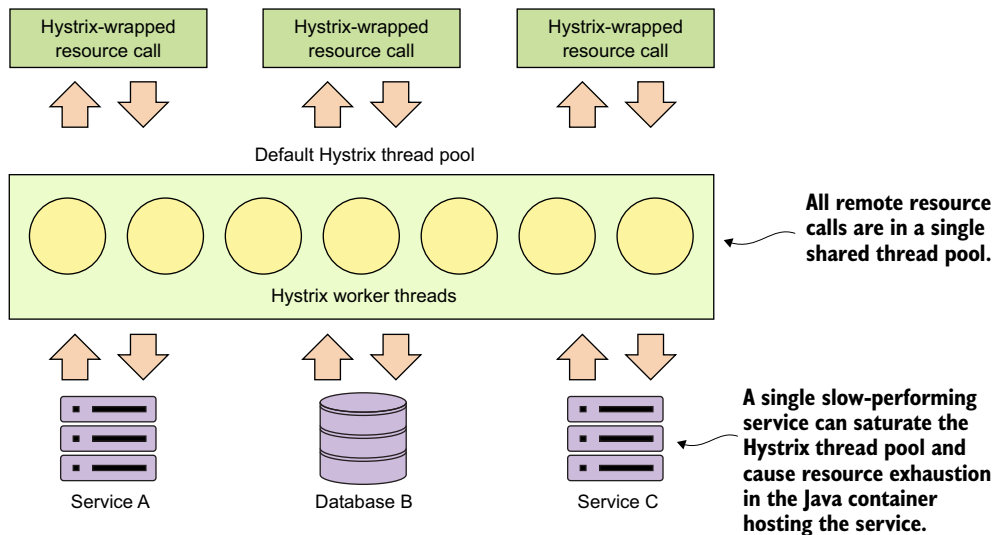 Hystrix-wrapped
resource call
Hystrix-wrapped
resource call
Hystrix-wrapped
resource call
Default Hystrix thread pool
All remote resource
calls are in a single
shared thread pool.
Hystrix worker threads
A single slow-performing
service can saturate the
Hystrix thread pool and
cause resource exhaustion
in the Java container
hosting the service.
Service A
Database B
Service C